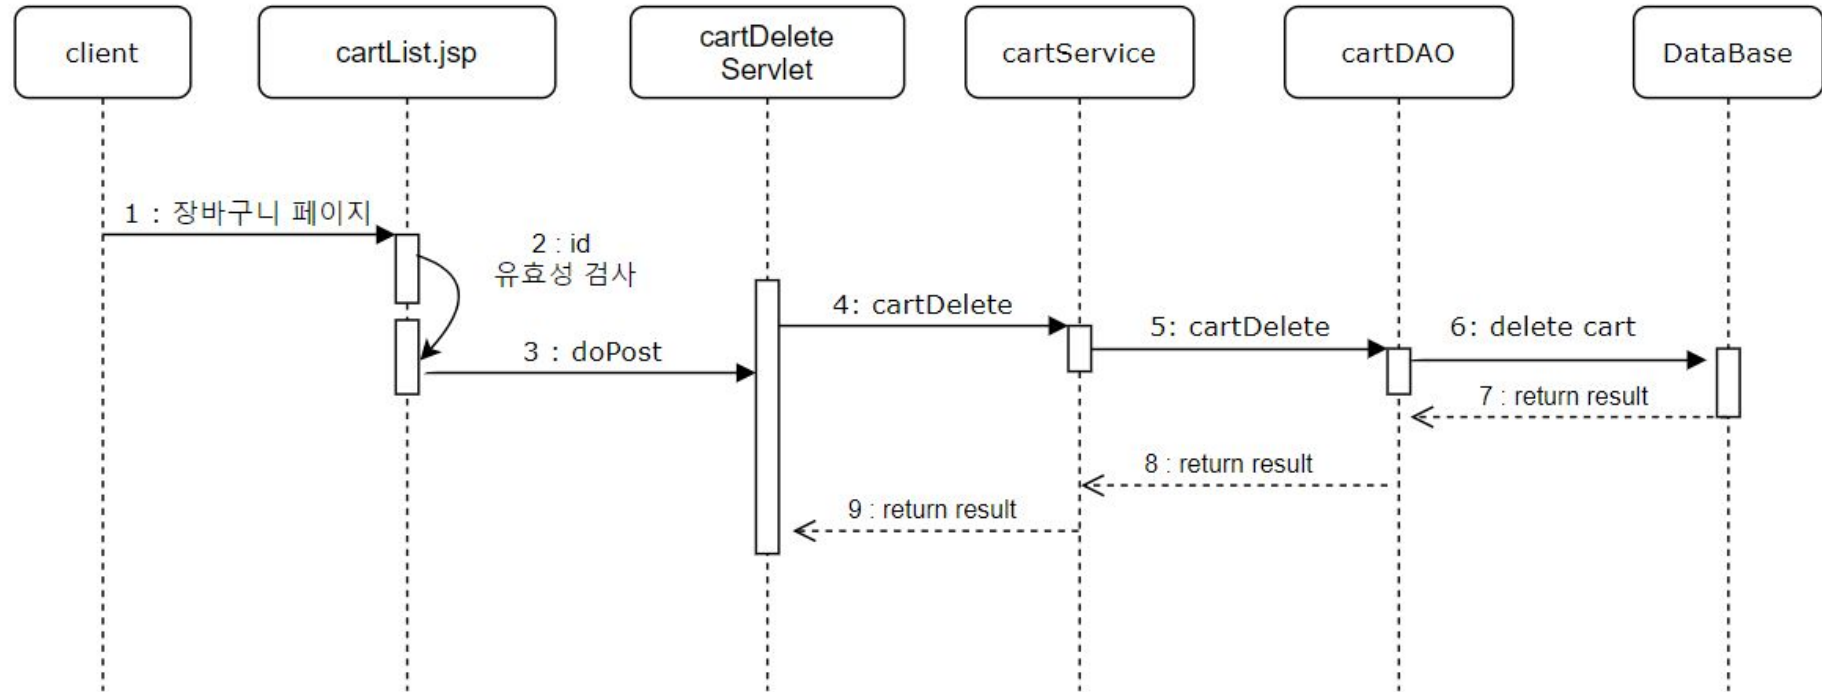 client
cartList.jsp
cartDelete
Servlet
cartService
cartDAO
DataBase
1 : 장바구니 페이지
2 : id
유효성 검사
3 : doPost
4: cartDelete
5: cartDelete
6: delete cart
7 : return result
8 : return result
9 : return result